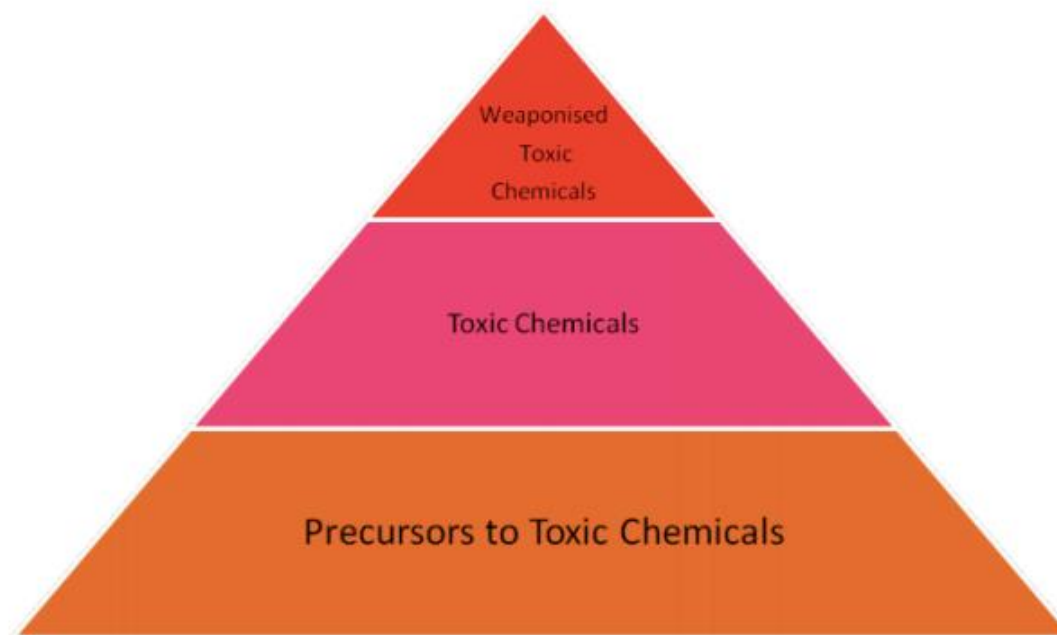 Weaponised
Toxic
Chemicals
Toxic Chemicals
Precursors to Toxic Chemicals